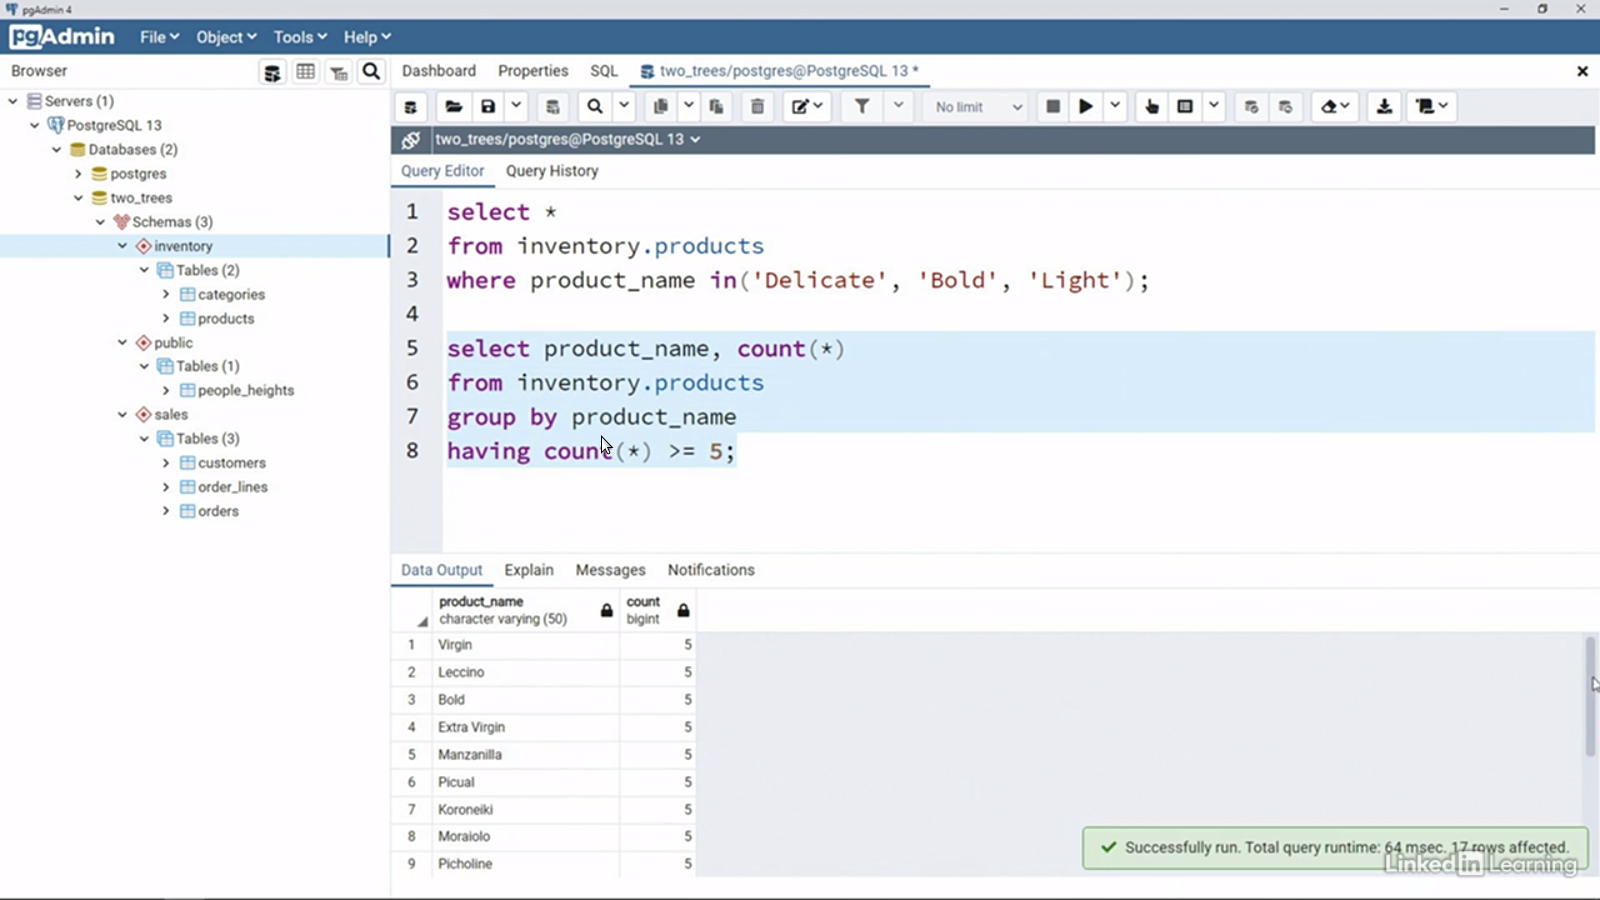 pgAdmin 4
pgAdmin File Object Tools Help
Browser
Dashboard Properties SQL two_trees/postgres@PostgreSQL 13 *
No limit
two_trees/postgres@PostgreSQL 13
Query Editor Query History
Servers (1)
PostgreSQL 13
Databases (2)
postgres
two_trees
Schemas (3)
inventory
Tables (2)
categories
products
public
Tables (1)
people_heights
sales
Tables (3)
customers
order_lines
orders
1 select *
2 from inventory.products
3 where product_name in('Delicate', 'Bold', 'Light');
4
5 select product_name, count(*)
6 from inventory.products
7 group by product_name
8 having count(*) >= 5;
Data Output Explain Messages Notifications
product_name count
character varying (50) bigint
1 Virgin 5
2 Leccino 5
3 Bold 5
4 Extra Virgin 5
5 Manzanilla 5
6 Picual 5
7 Koroneiki 5
8 Moraiolo 5
9 Picholine 5
Successfully run. Total query runtime: 64 msec. 17 rows affected.
Linked in Learning